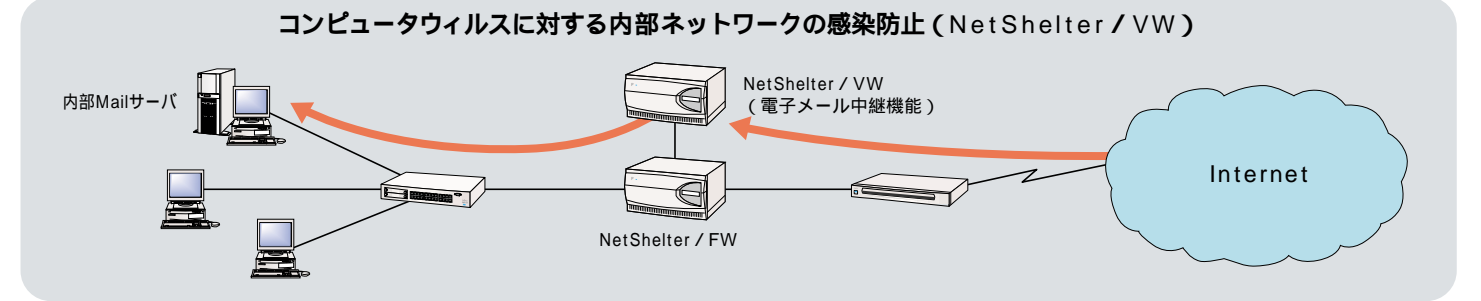 コンピュータウィルスに対する内部ネットワークの感染防止（NetShelter／VW）
内部Mailサーバ
NetShelter／VW
（電子メール中継機能）
Internet
NetShelter／FW